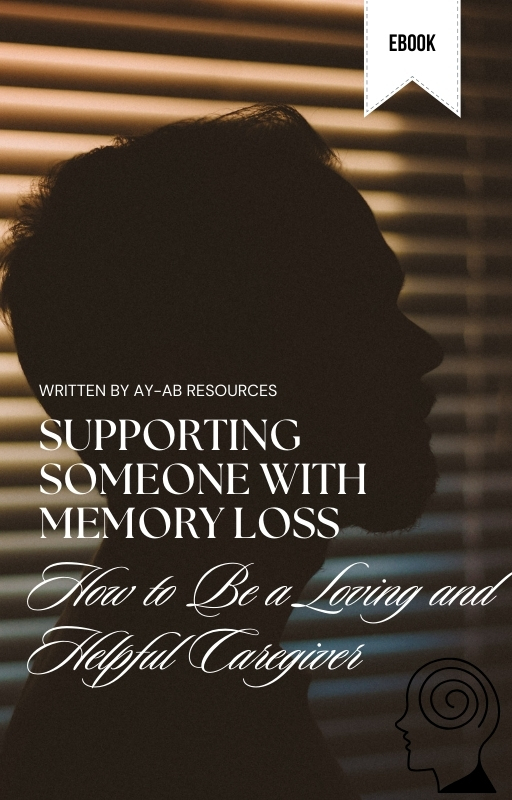 EBOOK
WRITTEN BY AY-AB RESOURCES
SUPPORTING
SOMEONE WITH
MEMORY LOSS
How to Be a Loving and
Helpful Caregiver